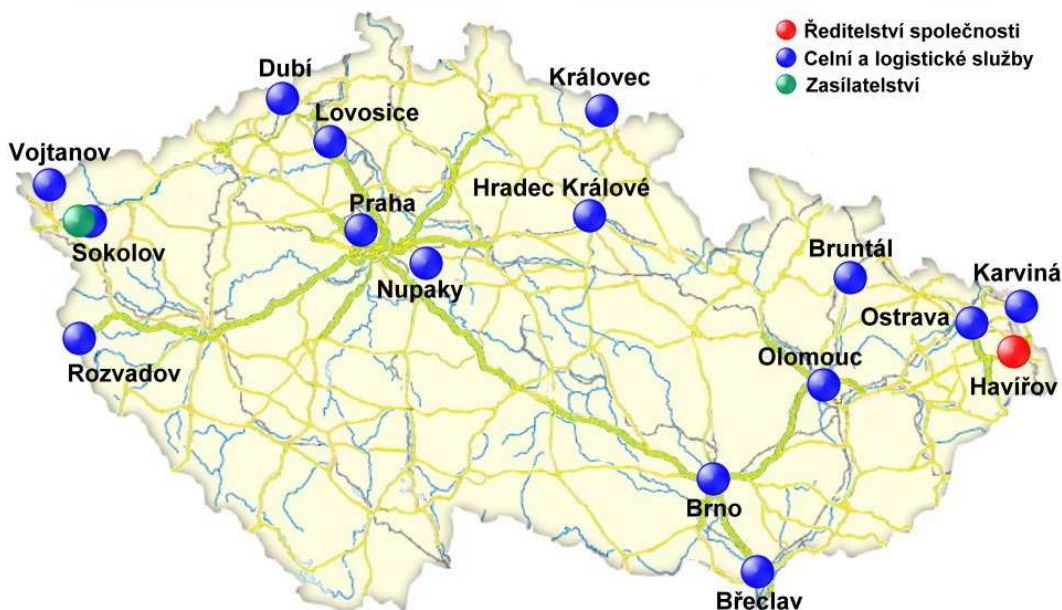 Ředitelství společnosti
Celní a logistické služby
Zasílatelství
Dubí
Královec
Lovosice
Vojtanov
Hradec Králové
Praha
Sokolov
Bruntál
Nupaky
Karviná
Ostrava
Olomouc
Rozvadov
Havířov
Brno
Břeclav